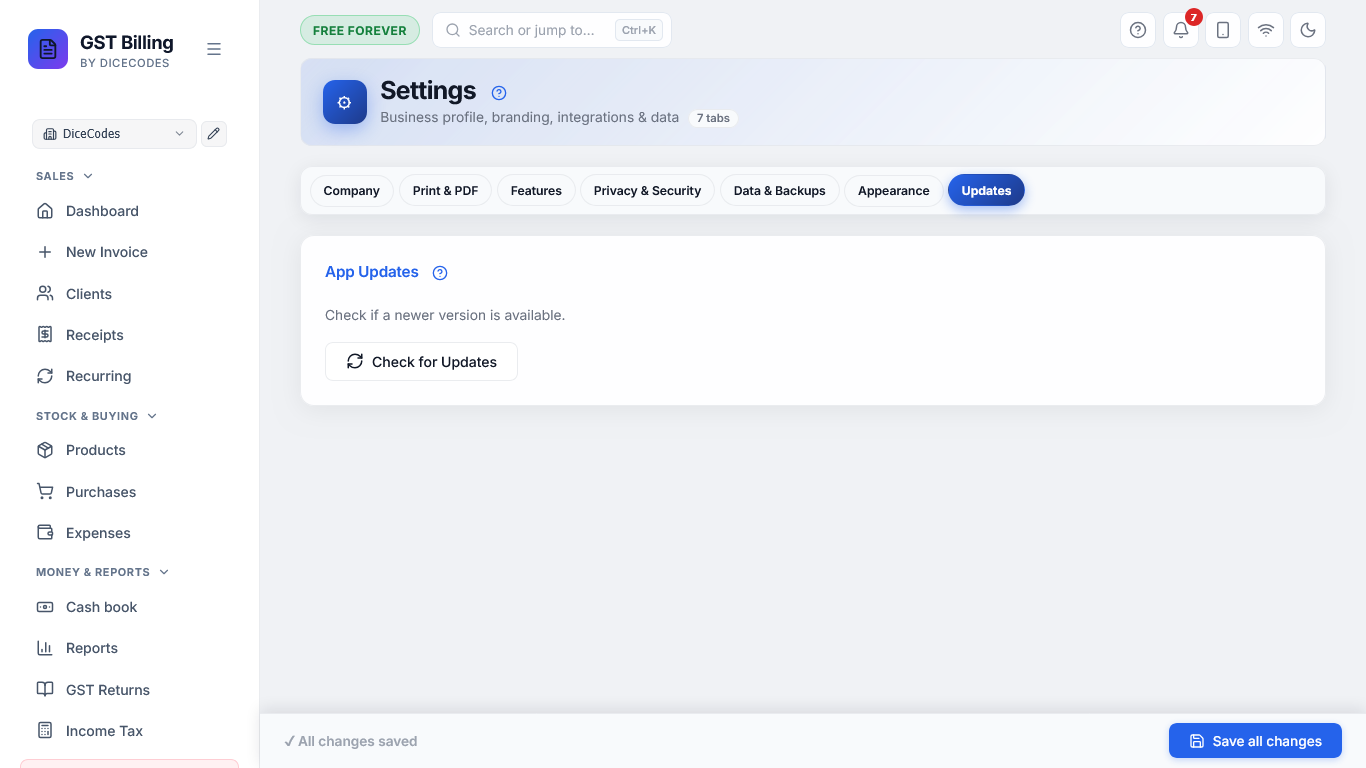 GST Billing
BY DICECODES
DiceCodes
SALES
Dashboard
New Invoice
Clients
Receipts
Recurring
STOCK & BUYING
Products
Purchases
Expenses
MONEY & REPORTS
Cash book
Reports
GST Returns
Income Tax
FREE FOREVER
Search or jump to...
Ctrl+K
7
Settings
Business profile, branding, integrations & data
7 tabs
Company
Print & PDF
Features
Privacy & Security
Data & Backups
Appearance
Updates
App Updates
Check if a newer version is available.
Check for Updates
✓ All changes saved
Save all changes